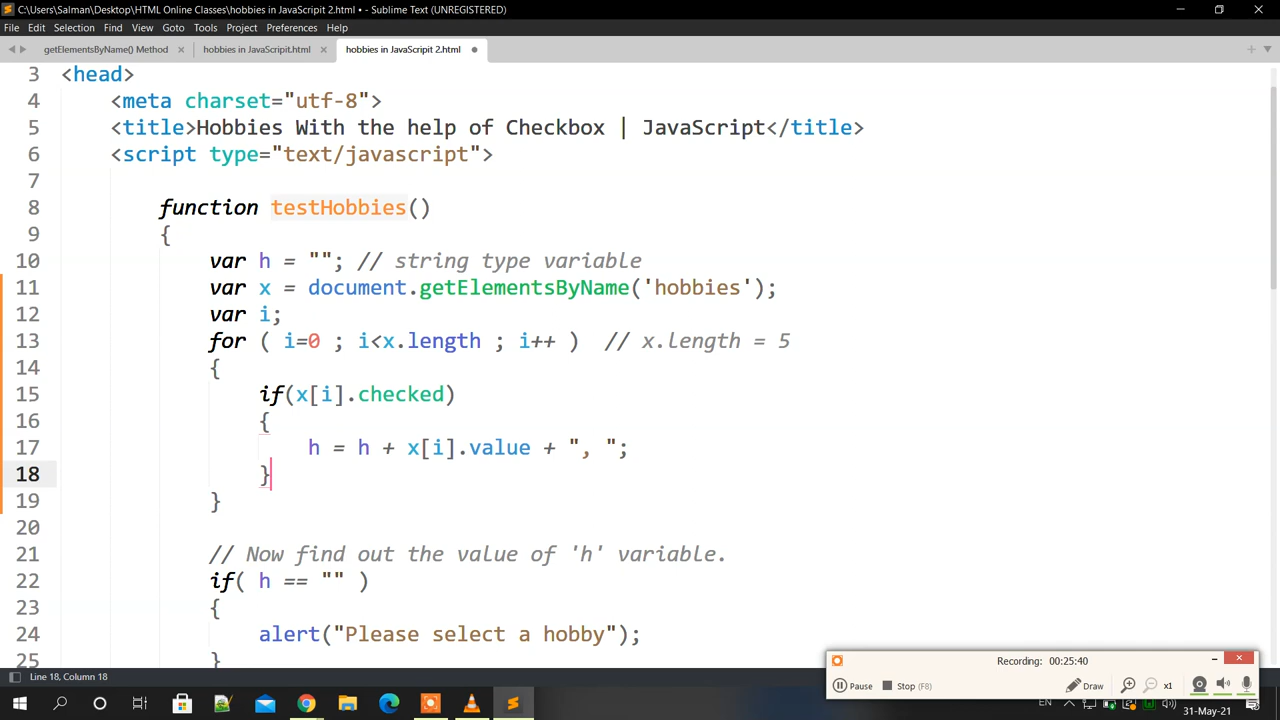 C:\Users\Salman\Desktop\HTML Online Classes\hobbies in JavaScripit 2.html • - Sublime Text (UNREGISTERED)
File Edit Selection Find View Goto Tools Project Preferences Help
getElementsByName() Method hobbies in JavaScripit.html hobbies in JavaScripit 2.html
3 <head>
4 <meta charset="utf-8">
5 <title>Hobbies With the help of Checkbox | JavaScript</title>
6 <script type="text/javascript">
7
8 function testHobbies()
9 {
10 var h = ""; // string type variable
11 var x = document.getElementsByName('hobbies');
12 var i;
13 for ( i=0 ; i<x.length ; i++ ) // x.length = 5
14 {
15 if(x[i].checked)
16 {
17 h = h + x[i].value + ", ";
18 }
19 }
20
21 // Now find out the value of 'h' variable.
22 if( h == "" )
23 {
24 alert("Please select a hobby");
25 }
Line 18, Column 18
Recording: 00:25:40
Pause Stop (F8) Draw x1
EN 31-May-21